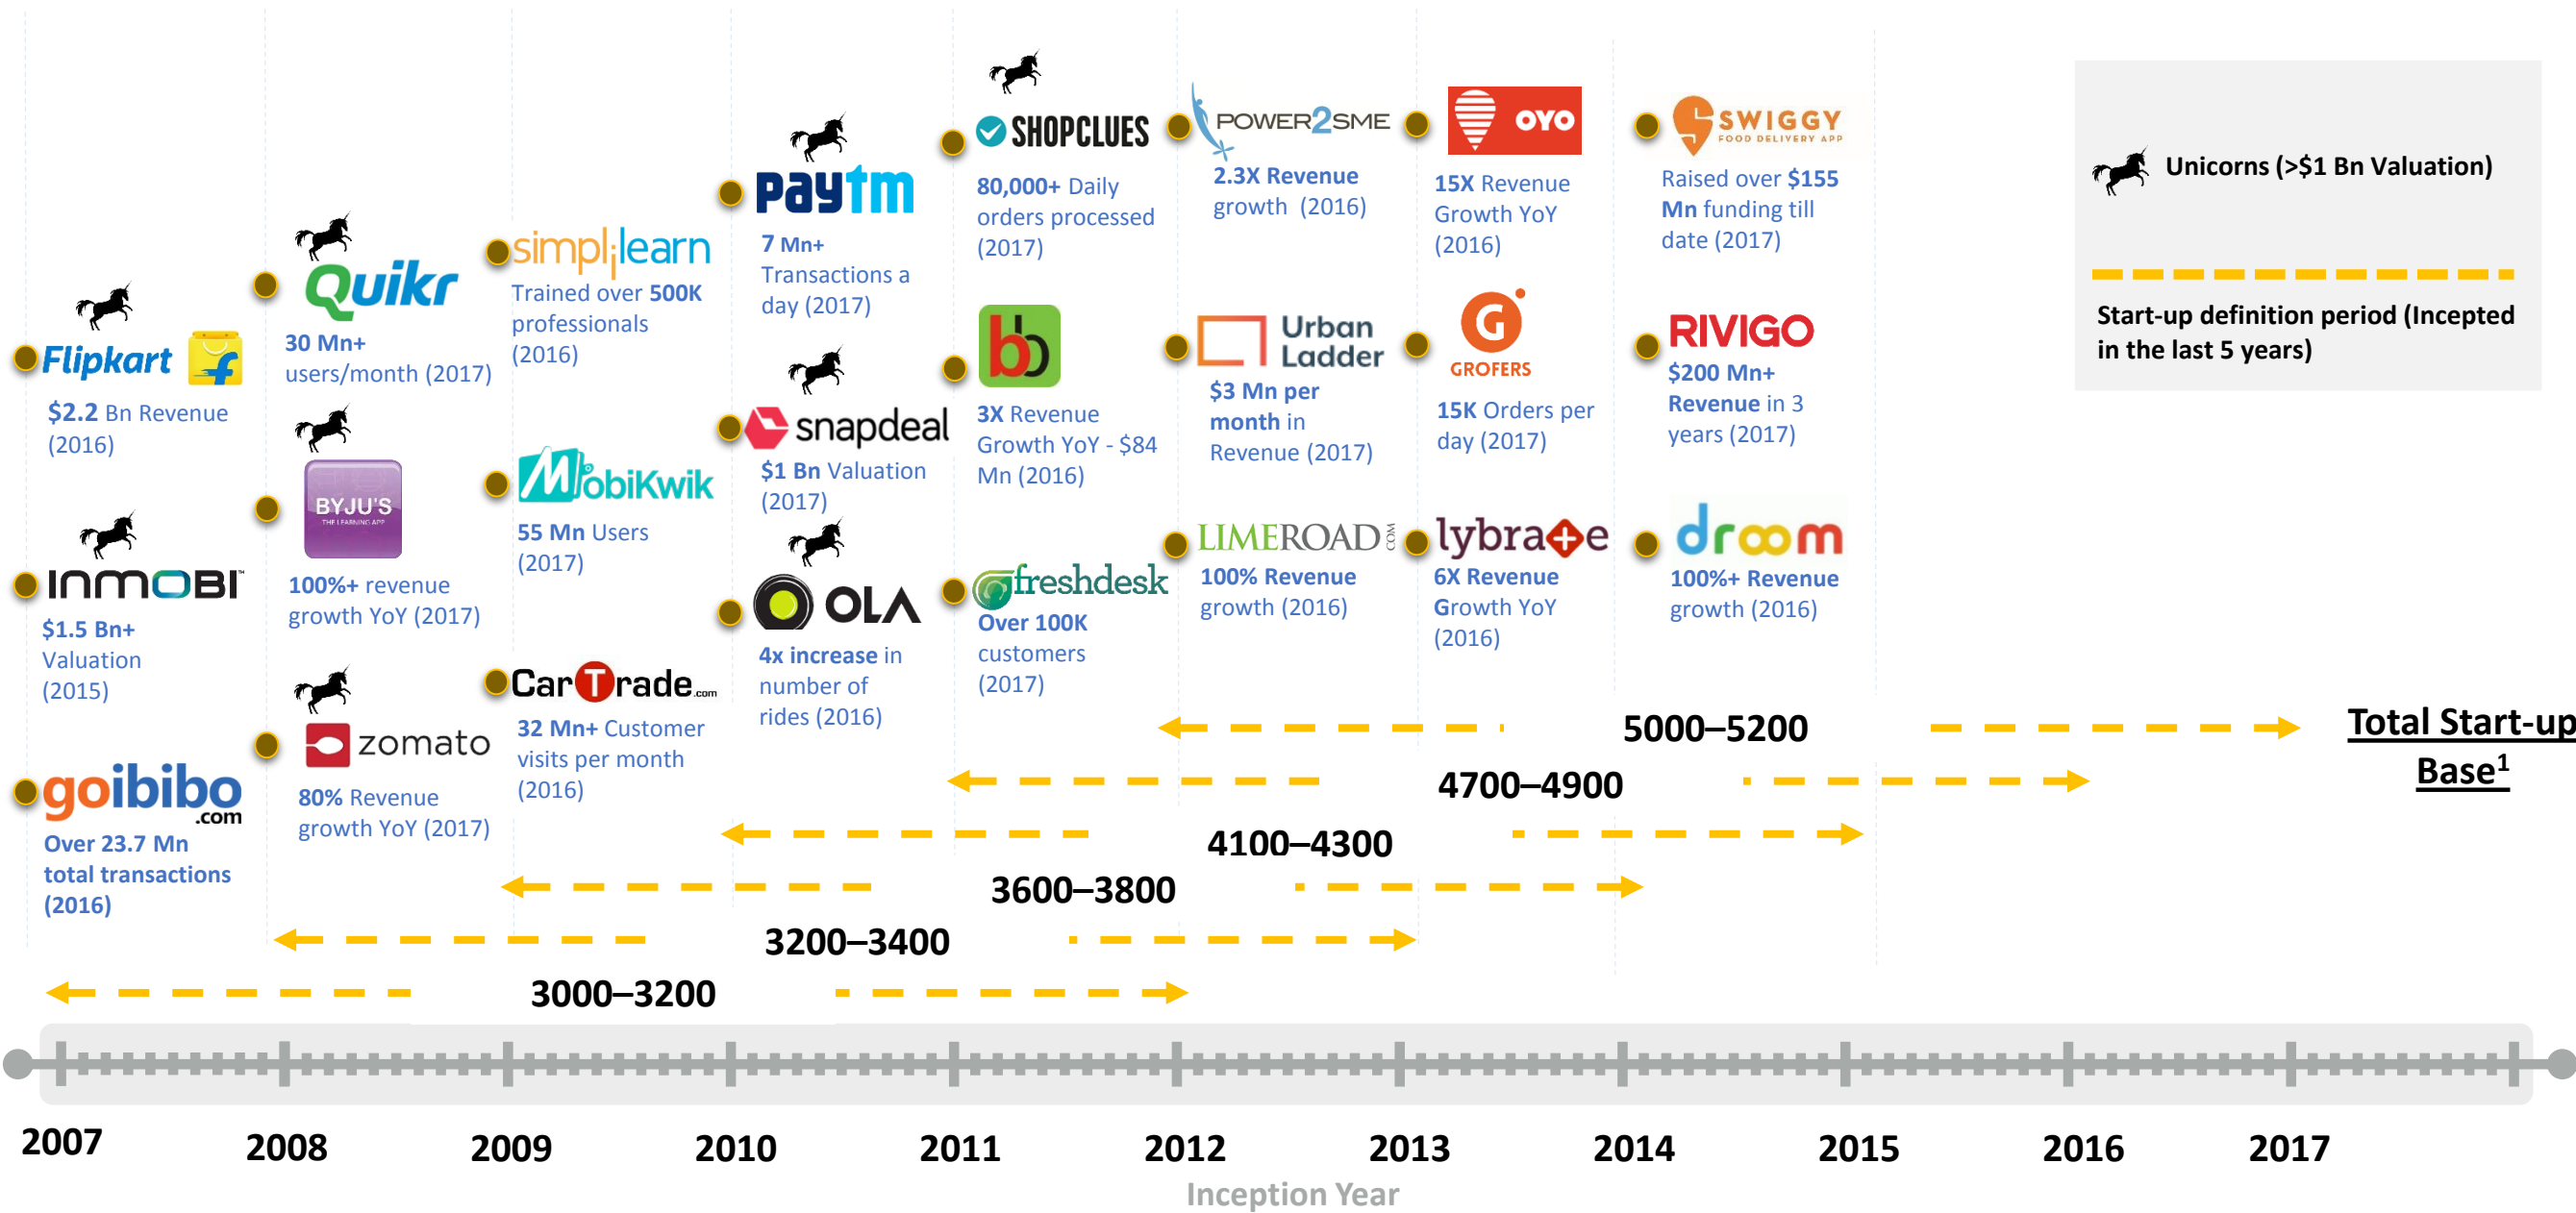 Flipkart
$2.2 Bn Revenue
(2016)
INMOBI™
$1.5 Bn+
Valuation
(2015)
goibibo
.com
Over 23.7 Mn
total transactions
(2016)
Quikr
30 Mn+
users/month (2017)
BYJU'S
THE LEARNING APP
100%+ revenue
growth YoY (2017)
zomato
80% Revenue
growth YoY (2017)
simplilearn
Trained over 500K
professionals
(2016)
MobiKwik
55 Mn Users
(2017)
CarTrade.com
32 Mn+ Customer
visits per month
(2016)
paytm
7 Mn+
Transactions a
day (2017)
snapdeal
$1 Bn Valuation
(2017)
OLA
4x increase in
number of
rides (2016)
SHOPCLUES
80,000+ Daily
orders processed
(2017)
bb
3X Revenue
Growth YoY - $84
Mn (2016)
freshdesk
Over 100K
customers
(2017)
POWER2SME
2.3X Revenue
growth (2016)
Urban
Ladder
$3 Mn per
month in
Revenue (2017)
LIMEROAD.COM
100% Revenue
growth (2016)
OYO
15X Revenue
Growth YoY
(2016)
G
GROFERS
15K Orders per
day (2017)
lybrate
6X Revenue
Growth YoY
(2016)
SWIGGY
FOOD DELIVERY APP
Raised over $155
Mn funding till
date (2017)
RIVIGO
$200 Mn+
Revenue in 3
years (2017)
droom
100%+ Revenue
growth (2016)
Unicorns (>$1 Bn Valuation)
Start-up definition period (Incepted
in the last 5 years)
5000–5200
Total Start-up
Base¹
4700–4900
4100–4300
3600–3800
3200–3400
3000–3200
2007 2008 2009 2010 2011 2012 2013 2014 2015 2016 2017
Inception Year